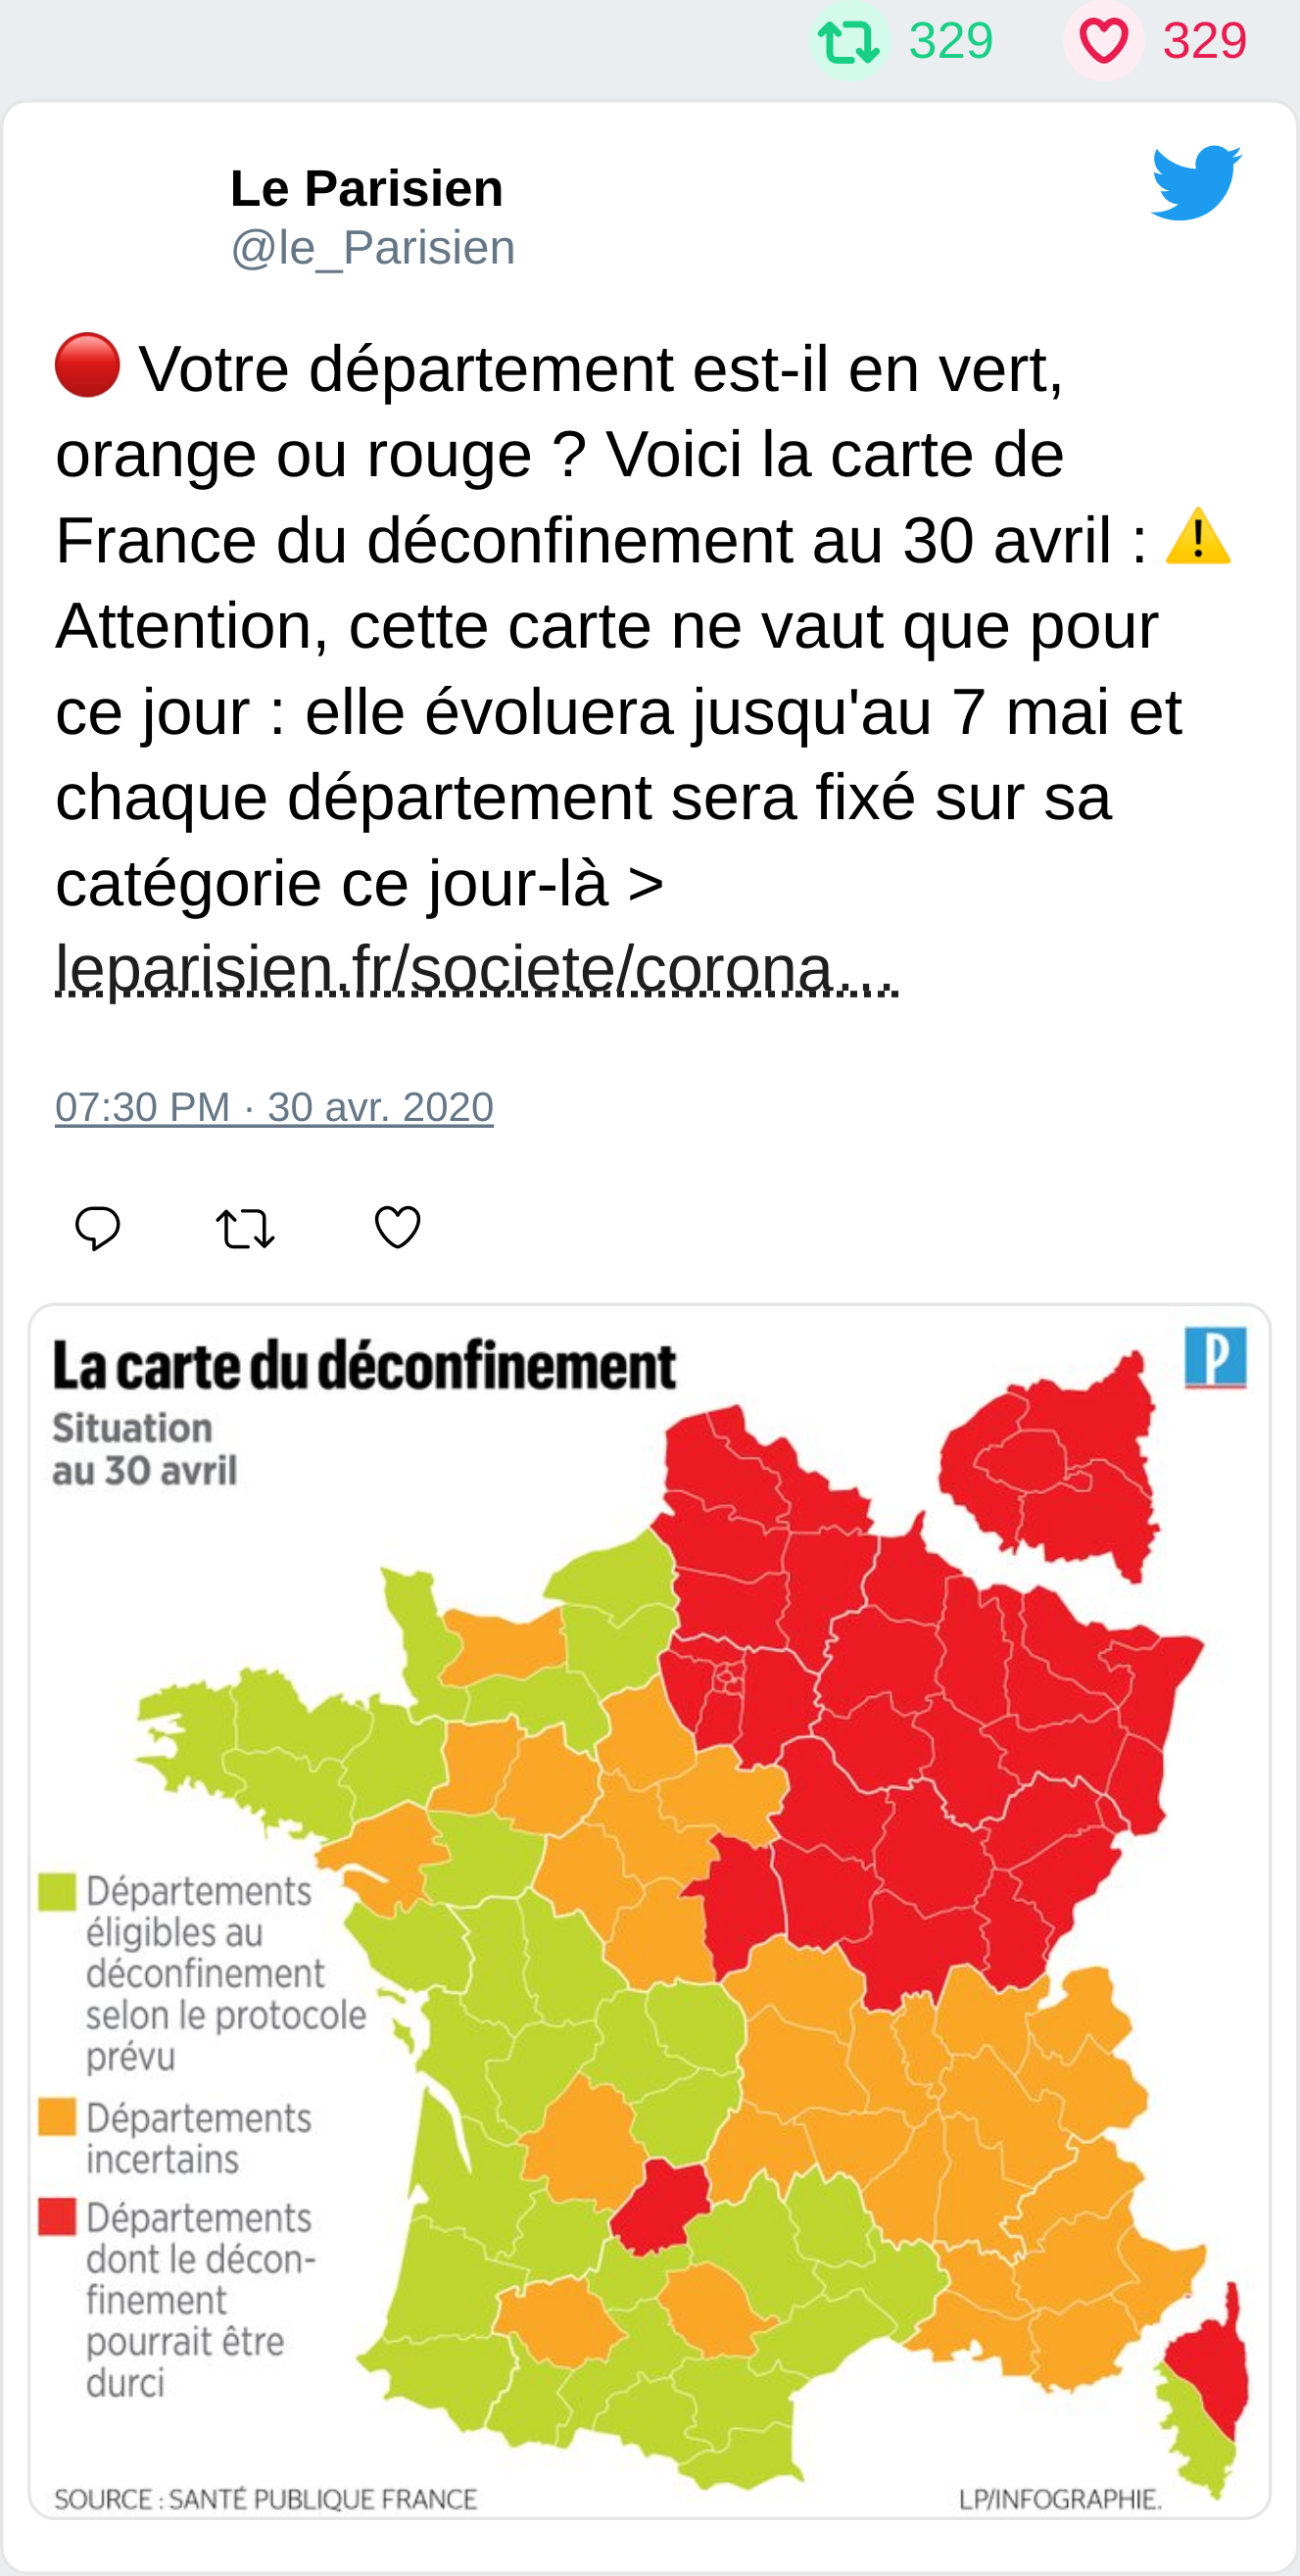 329 329
Le Parisien
@le_Parisien
🔴 Votre département est-il en vert,
orange ou rouge ? Voici la carte de
France du déconfinement au 30 avril : ⚠️
Attention, cette carte ne vaut que pour
ce jour : elle évoluera jusqu'au 7 mai et
chaque département sera fixé sur sa
catégorie ce jour-là >
leparisien.fr/societe/corona…
07:30 PM · 30 avr. 2020
La carte du déconfinement
P
Situation
au 30 avril
Départements
éligibles au
déconfinement
selon le protocole
prévu
Départements
incertains
Départements
dont le décon-
finement
pourrait être
durci
SOURCE : SANTÉ PUBLIQUE FRANCE
LP/INFOGRAPHIE.